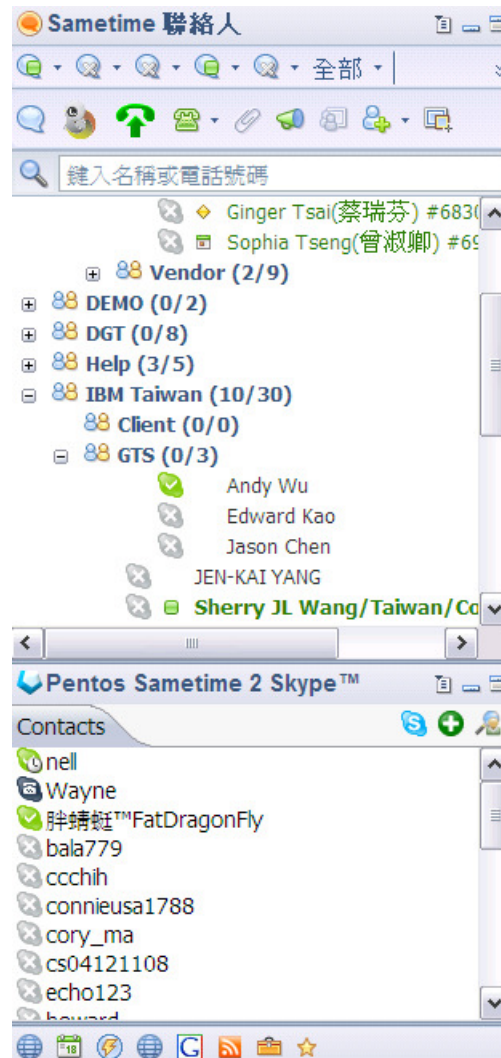 Sametime 聯絡人
全部
鍵入名稱或電話號碼
Ginger Tsai(蔡瑞芬) #6830
Sophia Tseng(曾淑卿) #69
Vendor (2/9)
DEMO (0/2)
DGT (0/8)
Help (3/5)
IBM Taiwan (10/30)
Client (0/0)
GTS (0/3)
Andy Wu
Edward Kao
Jason Chen
JEN-KAI YANG
Sherry JL Wang/Taiwan/Co
Pentos Sametime 2 Skype™
Contacts
nell
Wayne
胖蜻蜓™FatDragonFly
bala779
ccchih
connieusa1788
cory_ma
cs04121108
echo123
howard
18
G